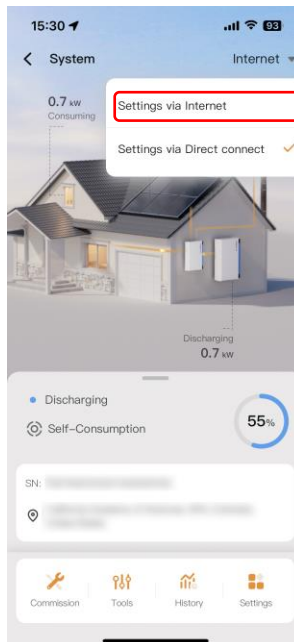 15:30
93
System
Internet
0.7 kW
Consuming
Settings via Internet
Settings via Direct connect
Discharging
0.7 kW
Discharging
Self-Consumption
55%
SN:
Commission
Tools
History
Settings